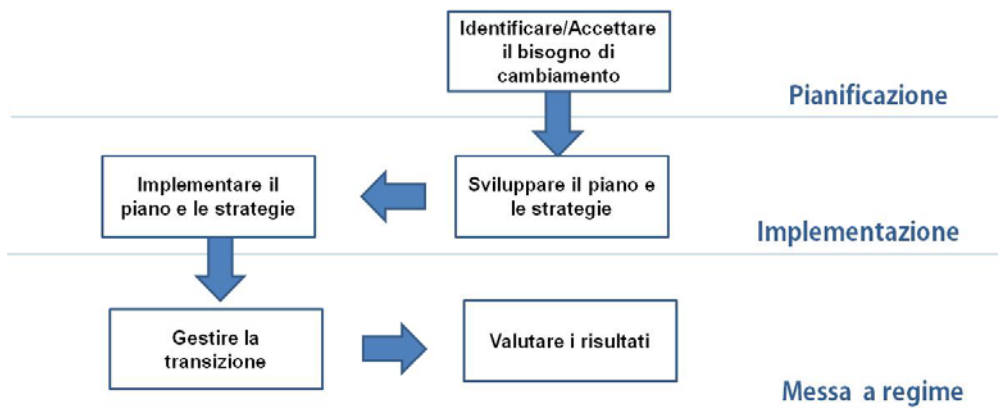 Identificare/Accettare
il bisogno di
cambiamento
Pianificazione
Implementare il
piano e le strategie
Sviluppare il piano e
le strategie
Implementazione
Gestire la
transizione
Valutare i risultati
Messa a regime